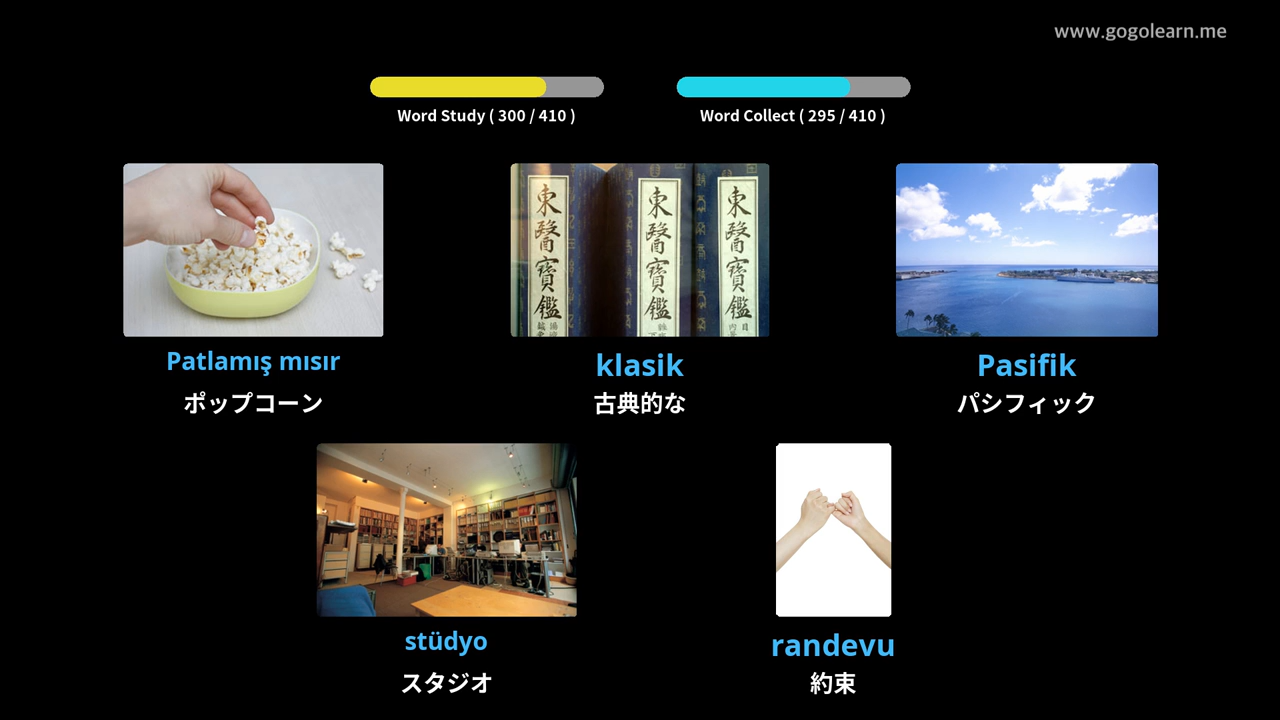 www.gogolearn.me
Word Study ( 300 / 410 )
Word Collect ( 295 / 410 )
東醫寶鑑
東醫寶鑑
東醫寶鑑
Patlamış mısır
klasik
Pasifik
ポップコーン
古典的な
パシフィック
stüdyo
randevu
スタジオ
約束